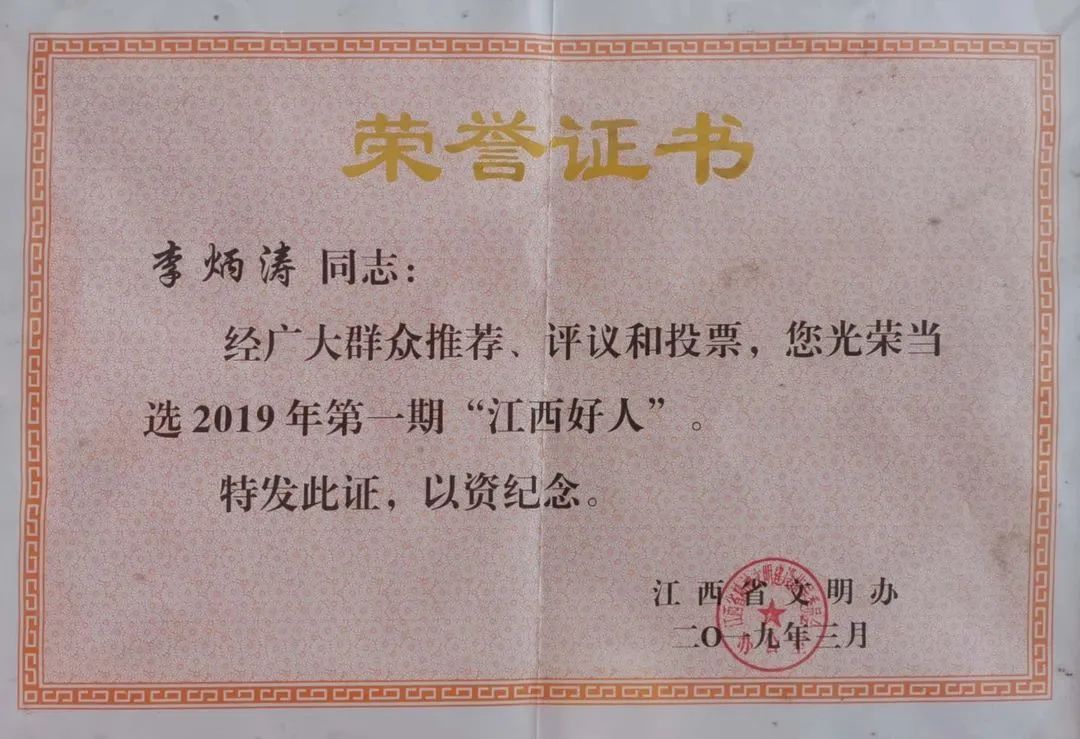 荣誉证书
李炳涛 同志：
经广大群众推荐、评议和投票，您光荣当
选2019年第一期“江西好人”。
特发此证，以资纪念。
江西省文明办
二〇一九年三月